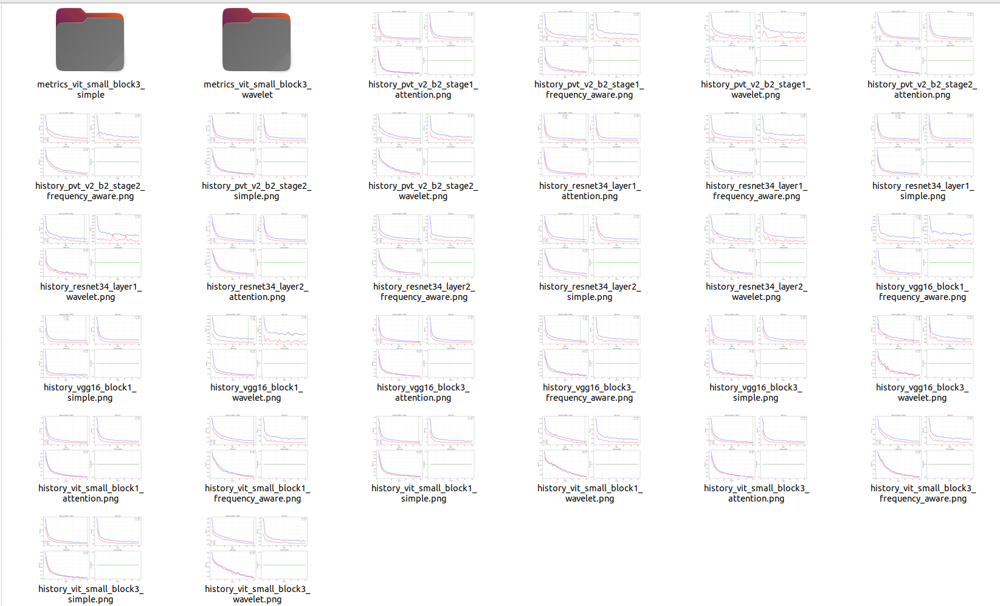 metrics_vit_small_block3_
simple
metrics_vit_small_block3_
wavelet
history_pvt_v2_b2_stage1_
attention.png
history_pvt_v2_b2_stage1_
frequency_aware.png
history_pvt_v2_b2_stage1_
wavelet.png
history_pvt_v2_b2_stage2_
attention.png
history_pvt_v2_b2_stage2_
frequency_aware.png
history_pvt_v2_b2_stage2_
simple.png
history_pvt_v2_b2_stage2_
wavelet.png
history_resnet34_layer1_
attention.png
history_resnet34_layer1_
frequency_aware.png
history_resnet34_layer1_
simple.png
history_resnet34_layer1_
wavelet.png
history_resnet34_layer2_
attention.png
history_resnet34_layer2_
frequency_aware.png
history_resnet34_layer2_
simple.png
history_resnet34_layer2_
wavelet.png
history_vgg16_block1_
frequency_aware.png
history_vgg16_block1_
simple.png
history_vgg16_block1_
wavelet.png
history_vgg16_block3_
attention.png
history_vgg16_block3_
frequency_aware.png
history_vgg16_block3_
simple.png
history_vgg16_block3_
wavelet.png
history_vit_small_block1_
attention.png
history_vit_small_block1_
frequency_aware.png
history_vit_small_block1_
simple.png
history_vit_small_block1_
wavelet.png
history_vit_small_block3_
attention.png
history_vit_small_block3_
frequency_aware.png
history_vit_small_block3_
simple.png
history_vit_small_block3_
wavelet.png